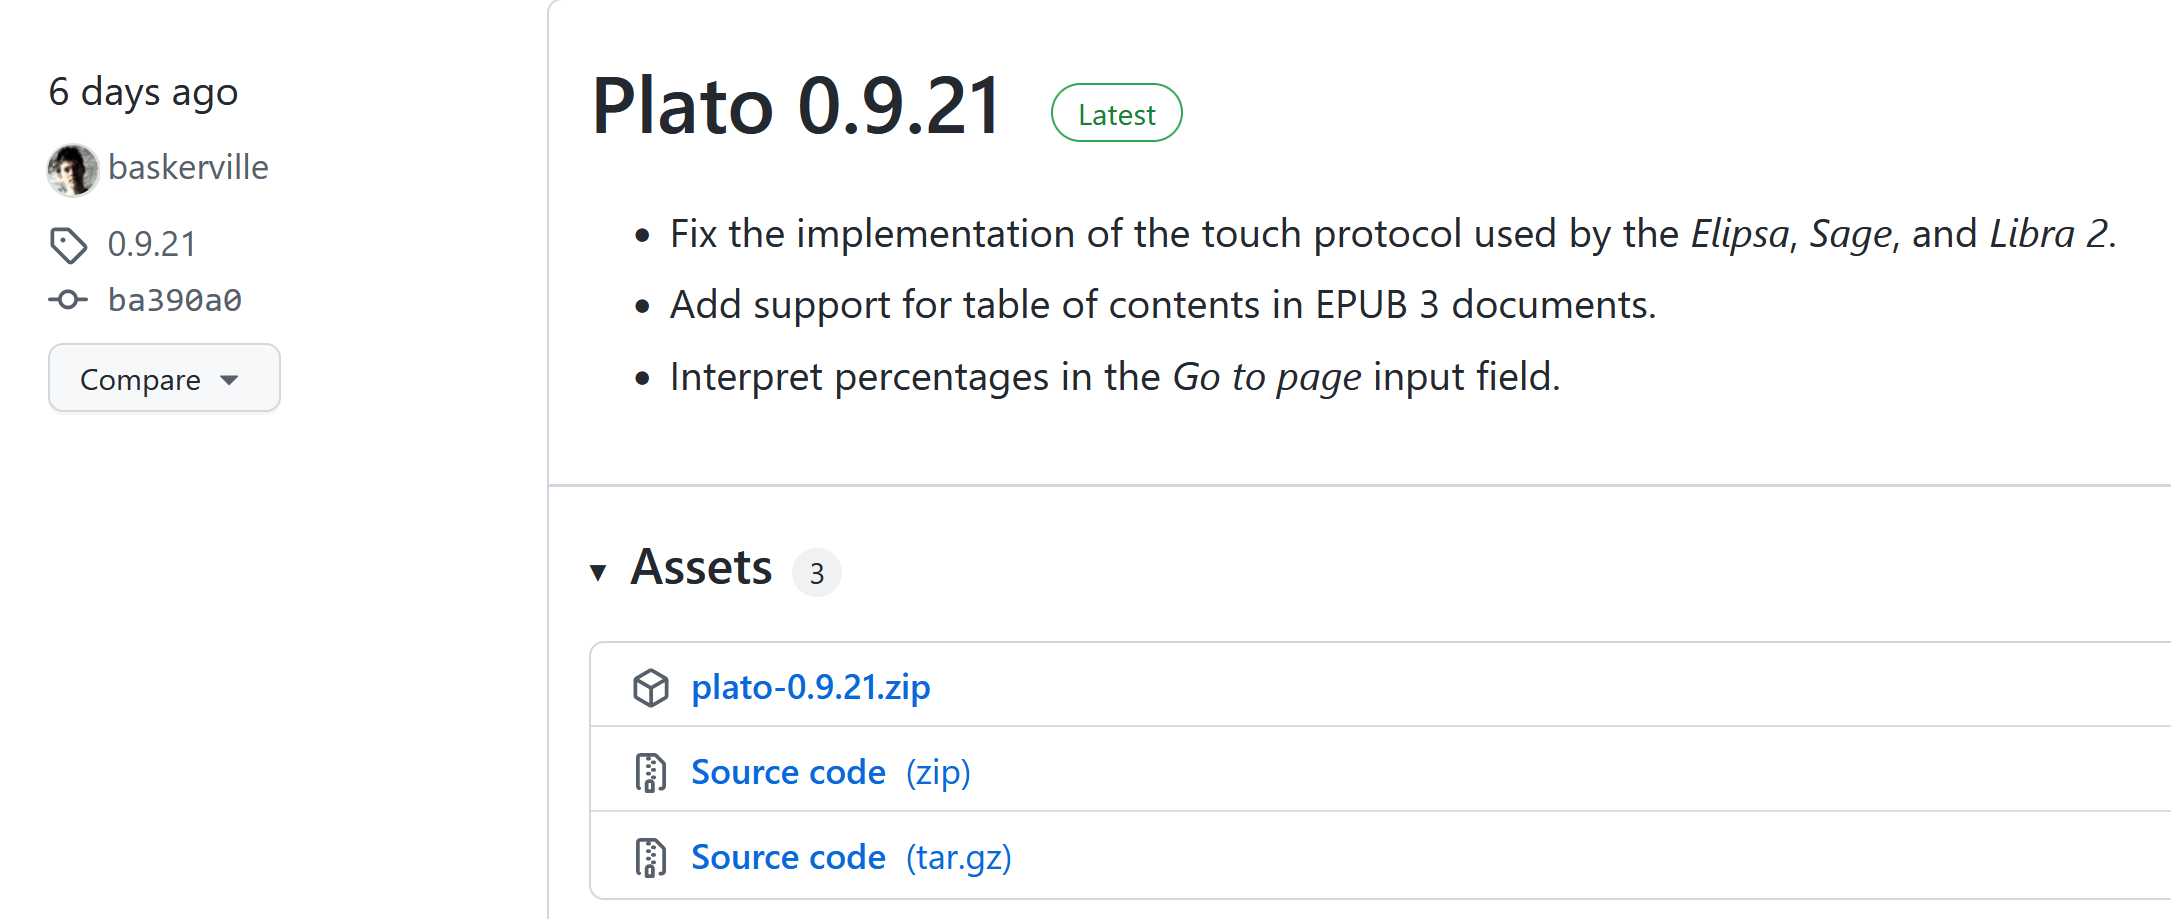 6 days ago
baskerville
0.9.21
ba390a0
Compare
Plato 0.9.21 Latest
• Fix the implementation of the touch protocol used by the Elipsa, Sage, and Libra 2.
• Add support for table of contents in EPUB 3 documents.
• Interpret percentages in the Go to page input field.
Assets 3
plato-0.9.21.zip
Source code (zip)
Source code (tar.gz)